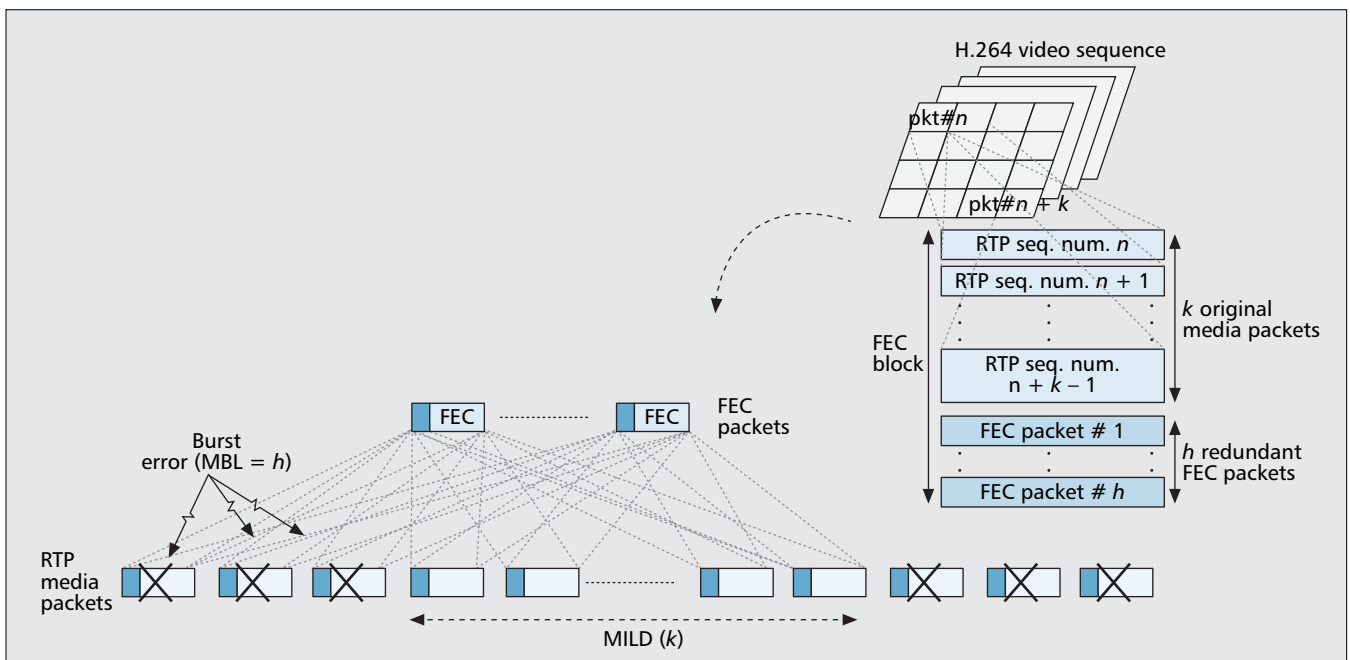 H.264 video sequence
pkt#n
pkt#n + k
RTP seq. num. n
RTP seq. num. n + 1
RTP seq. num.
n + k – 1
k original
media packets
FEC
block
FEC packet # 1
FEC packet # h
h redundant
FEC packets
FEC
FEC
FEC
packets
Burst
error (MBL = h)
RTP
media
packets
MILD (k)